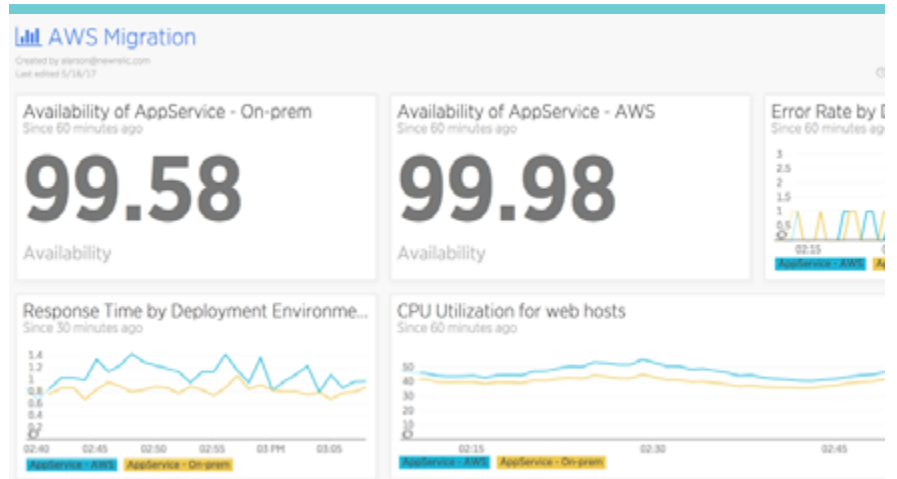 AWS Migration
Created by alarson@newrelic.com
Last edited 5/18/17
Availability of AppService - On-prem
Since 60 minutes ago
99.58
Availability
Availability of AppService - AWS
Since 60 minutes ago
99.98
Availability
Error Rate by
Since 60 minutes ag
3
2.5
2
1.5
1
0.5
0
02:15
AppService - AWS
Response Time by Deployment Environme...
Since 30 minutes ago
1.4
1.2
1
0.8
0.6
0.4
0.2
0
02:40 02:45 02:50 02:55 03 PM 03:05
AppService - AWS AppService - On-prem
CPU Utilization for web hosts
Since 60 minutes ago
50
40
30
20
10
0
02:15 02:30 02:45
AppService - AWS AppService - On-prem